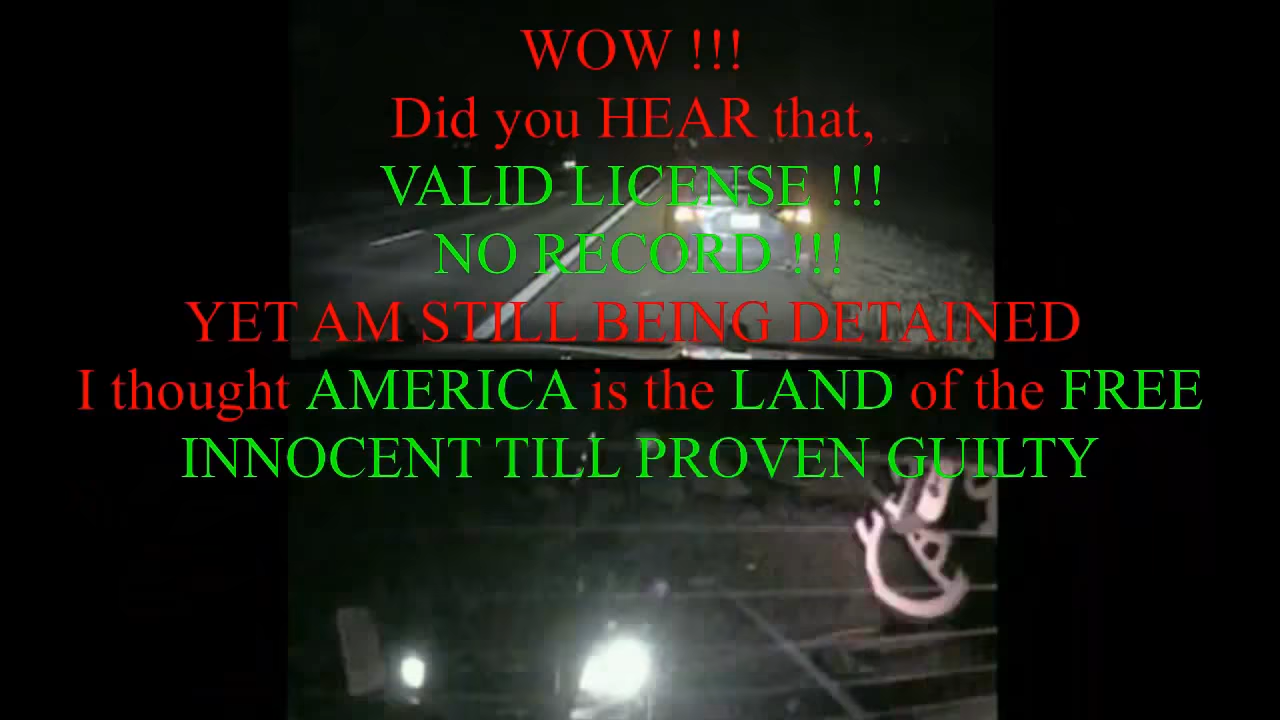 WOW !!!
Did you HEAR that,
VALID LICENSE !!!
NO RECORD !!!
YET AM STILL BEING DETAINED
I thought AMERICA is the LAND of the FREE
INNOCENT TILL PROVEN GUILTY